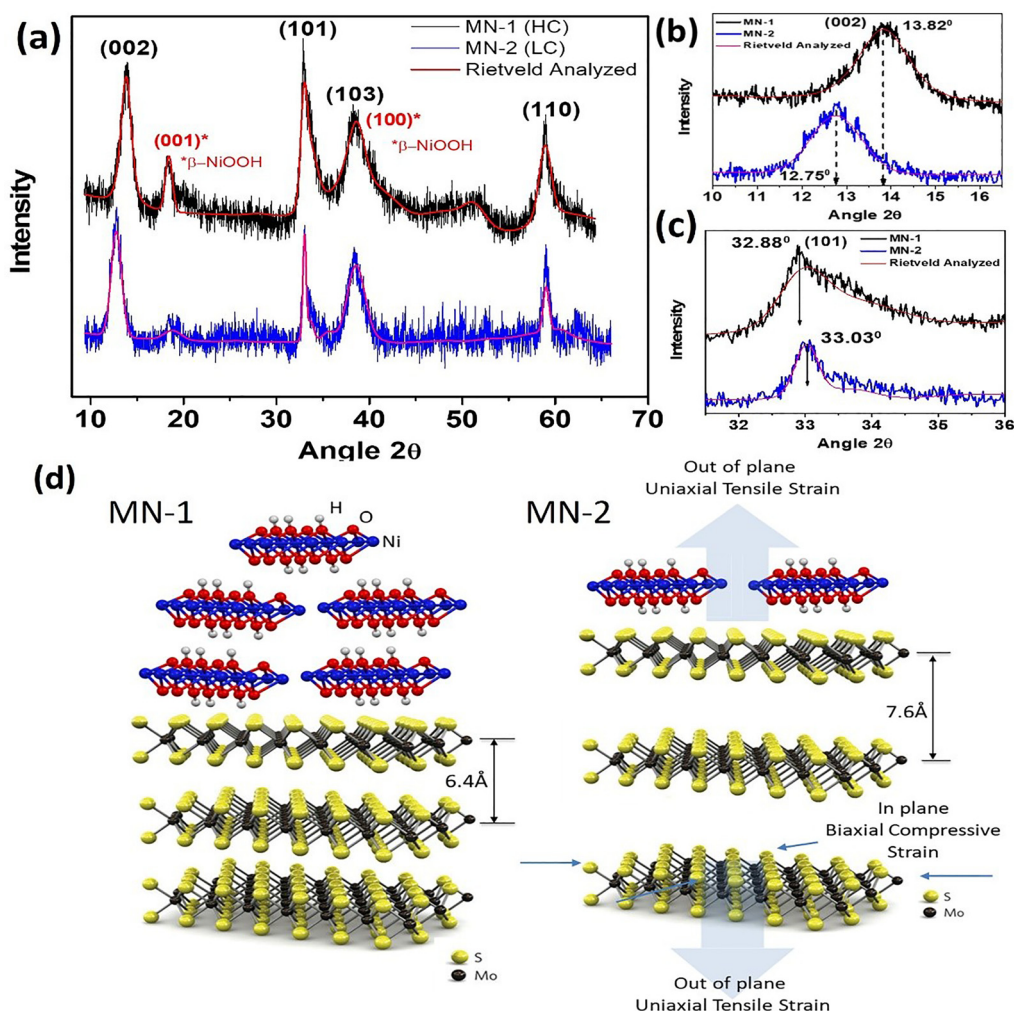 (a)
(002)
(001)*
*β–NiOOH
(101)
(103)
(100)*
*β–NiOOH
(110)
MN-1 (HC)
MN-2 (LC)
Rietveld Analyzed
Intensity
10 20 30 40 50 60 70
Angle 2θ
(b)
MN-1
MN-2
Rietveld Analyzed
(002)
13.82⁰
12.75⁰
Intensity
10 11 12 13 14 15 16
Angle 2θ
(c)
32.88⁰
(101)
MN-1
MN-2
Rietveld Analyzed
33.03⁰
Intensity
32 33 34 35 36
Angle 2θ
(d)
MN-1
H
O
Ni
6.4Å
S
Mo
MN-2
Out of plane
Uniaxial Tensile Strain
7.6Å
In plane
Biaxial Compressive
Strain
S
Mo
Out of plane
Uniaxial Tensile Strain